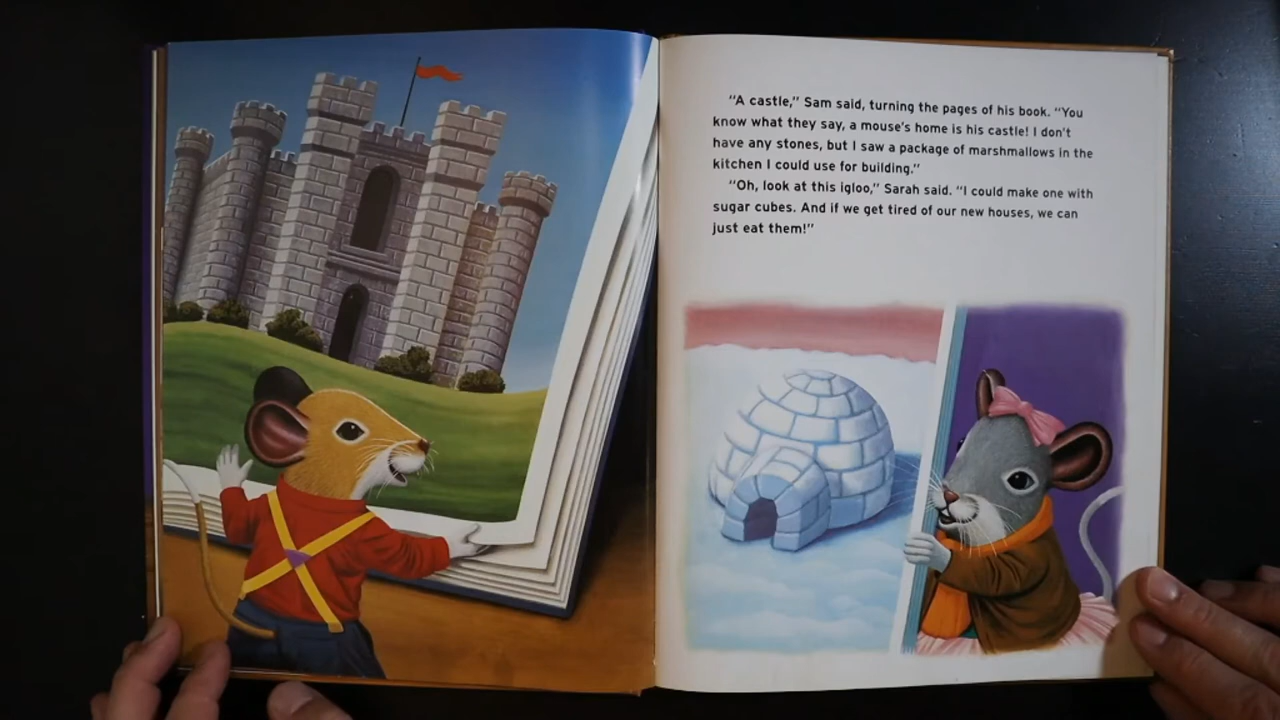 “A castle,” Sam said, turning the pages of his book. “You
know what they say, a mouse’s home is his castle! I don’t
have any stones, but I saw a package of marshmallows in the
kitchen I could use for building.”
“Oh, look at this igloo,” Sarah said. “I could make one with
sugar cubes. And if we get tired of our new houses, we can
just eat them!”